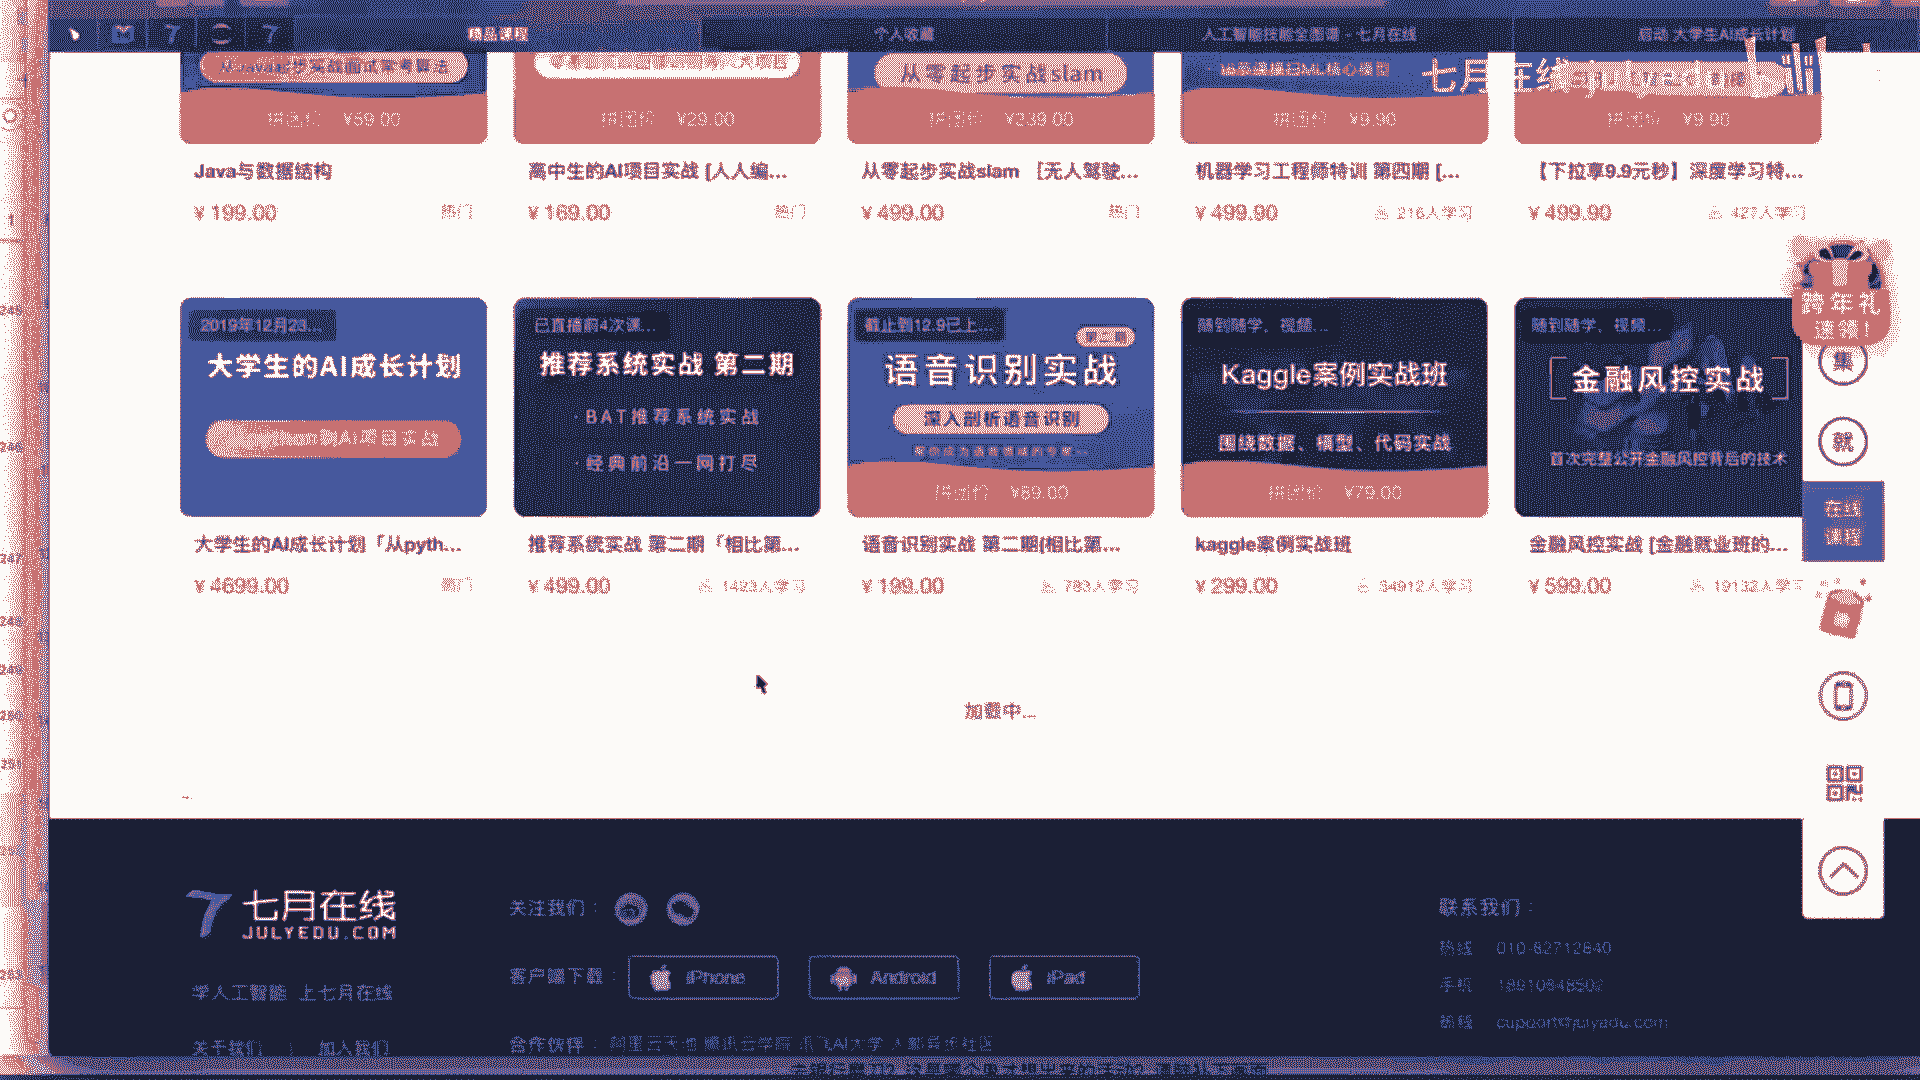 精品课程
个人收藏
人工智能技能全图谱 - 七月在线
启动 大学生AI成长计划
七月在线 julyedu
bilibili
从Java起步实战面试常考算法
从零起步实战slam
拼团价 ¥59.00
拼团价 ¥29.00
拼团价 ¥239.00
拼团价 ¥9.90
拼团价 ¥9.90
Java与数据结构
高中生的AI项目实战 [人人编...
从零起步实战slam [无人驾驶...
机器学习工程师特训 第四期 [...
【下拉享9.9元秒】深度学习特...
¥ 199.00 热门
¥ 169.00 热门
¥ 499.00 热门
¥ 499.90 216人学习
¥ 499.90 427人学习
跨年礼
速领!
2019年12月23...
大学生的AI成长计划
已直播前4次课...
推荐系统实战 第二期
·BAT推荐系统实战
·经典前沿一网打尽
截止到12.9已上...
第二期
语音识别实战
深入剖析语音识别
拼团价 ¥89.00
随到随学，视频...
Kaggle案例实战班
围绕数据、模型、代码实战
拼团价 ¥79.00
随到随学，视频...
金融风控实战
首次完整公开金融风控背后的技术
集
就
在线
课程
大学生的AI成长计划「从pyth...
推荐系统实战 第二期「相比第...
语音识别实战 第二期(相比第...
kaggle案例实战班
金融风控实战 [金融就业班的...
¥ 4699.00 热门
¥ 499.00 1423人学习
¥ 199.00 783人学习
¥ 299.00 34912人学习
¥ 599.00 19132人学习
加载中...
七月在线
JULYEDU.COM
学人工智能 上七月在线
关于我们 | 加入我们
关注我们：
客户端下载： iPhone Android iPad
合作伙伴：
联系我们：
热线 010-82712840
手机
邮箱